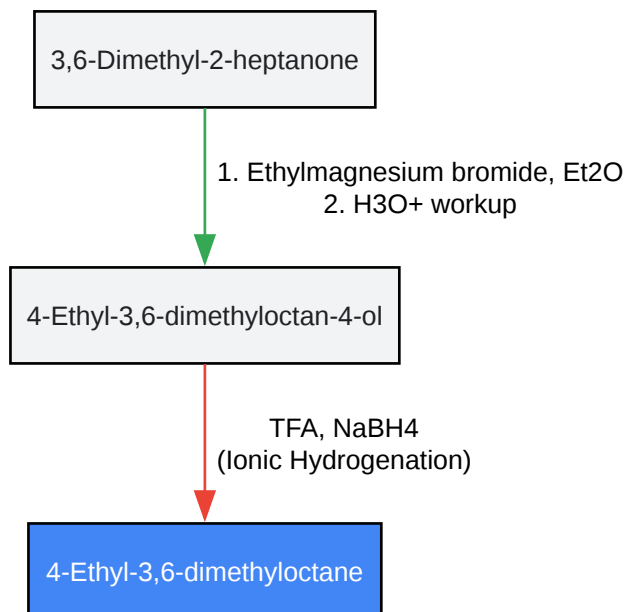 3,6-Dimethyl-2-heptanone
1. Ethylmagnesium bromide, Et2O
2. H3O+ workup
4-Ethyl-3,6-dimethyloctan-4-ol
TFA, NaBH4
(Ionic Hydrogenation)
4-Ethyl-3,6-dimethyloctane